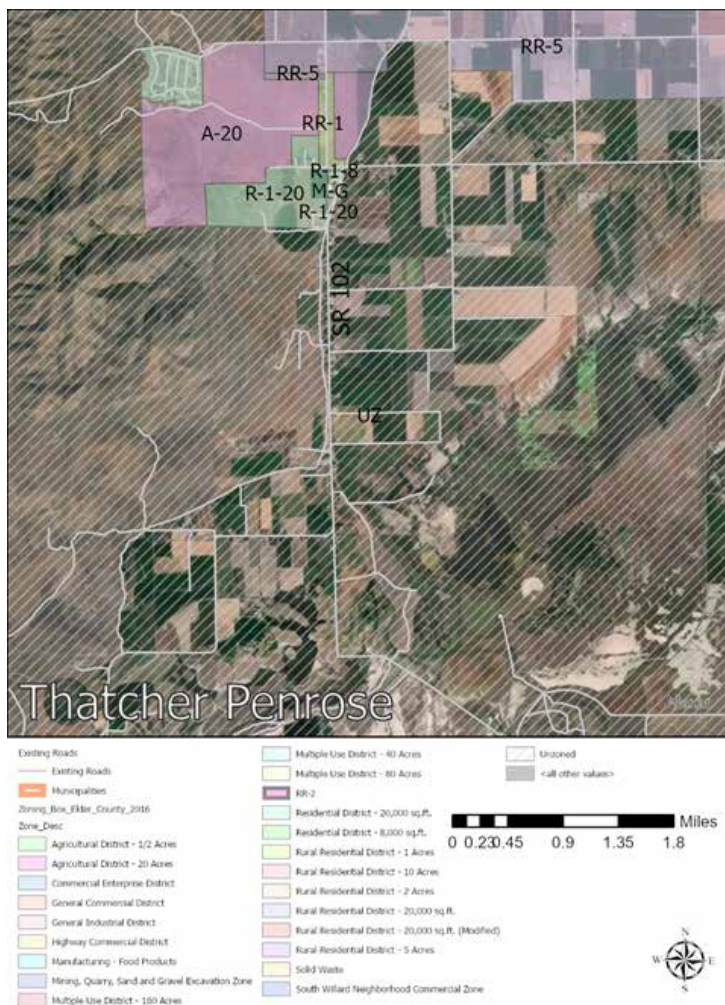 RR-5
RR-5
A-20
RR-1
R-1-8
R-1-20
M-G
R-1-20
SR 102
UZ
Thatcher Penrose
Existing Roads
Existing Roads
Municipalities
Zoning_Box_Elder_County_2016
Zone_Desc
Agricultural District - 1/2 Acres
Agricultural District - 20 Acres
Commercial Enterprise District
General Commercial District
General Industrial District
Highway Commercial District
Manufacturing - Food Products
Mining, Quarry, Sand and Gravel Excavation Zone
Multiple Use District - 160 Acres
Multiple Use District - 40 Acres
Multiple Use District - 80 Acres
RR-2
Residential District - 20,000 sq.ft.
Residential District - 8,000 sq.ft.
Rural Residential District - 1 Acres
Rural Residential District - 10 Acres
Rural Residential District - 2 Acres
Rural Residential District - 20,000 sq.ft.
Rural Residential District - 20,000 sq.ft. (Modified)
Rural Residential District - 5 Acres
Solid Waste
South Willard Neighborhood Commercial Zone
Unzoned
<all other values>
Miles
0 0.23 0.45 0.9 1.35 1.8
N
W E
S